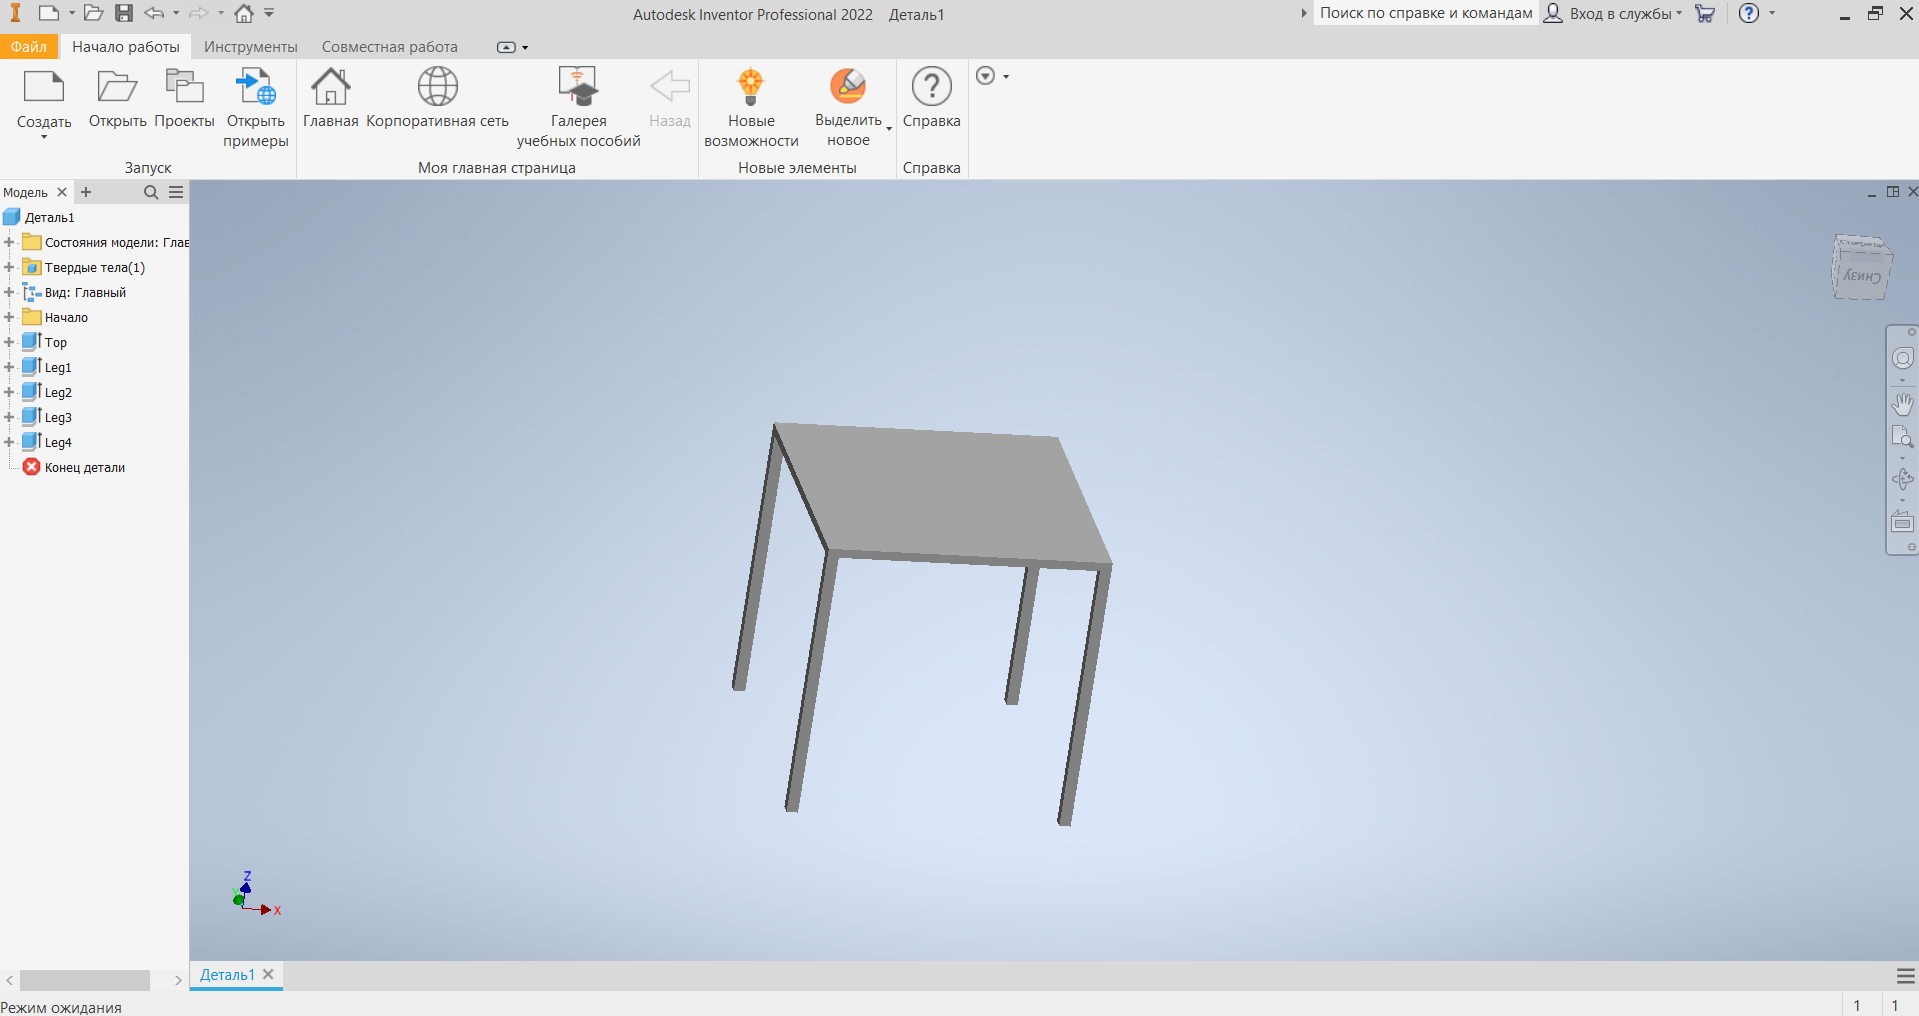 Autodesk Inventor Professional 2022 Деталь1
Поиск по справке и командам
Вход в службы
Файл
Начало работы
Инструменты
Совместная работа
Создать
Открыть
Проекты
Открыть
примеры
Запуск
Главная
Корпоративная сеть
Галерея
учебных пособий
Назад
Моя главная страница
Новые
возможности
Выделить
новое
Новые элементы
Справка
Справка
Модель
Деталь1
Состояния модели: Глав
Твердые тела(1)
Вид: Главный
Начало
Top
Leg1
Leg2
Leg3
Leg4
Конец детали
Снизу
Z
Y
X
Деталь1
Режим ожидания
1
1